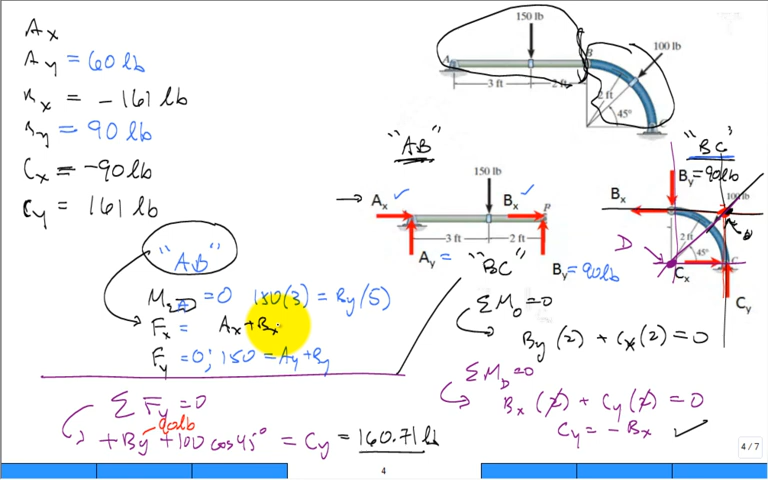 Ax
Ay = 60 lb
Bx = -161 lb
By = 90 lb
Cx = -90 lb
Cy = 161 lb
150 lb
A
B
100 lb
3 ft
2 ft
2 ft
45°
C
"AB"
150 lb
→ Ax ✓
Bx ✓
3 ft
2 ft
Ay =
By = 90 lb
"BC"
By = 90 lb
Bx
100 lb
D
2 ft
45°
Cx
C
Cy
"AB"
M A = 0 150(3) = By(5)
Fx = Ax + Bx
Fy = 0; 150 = Ay + By
"BC"
ΣMO = 0
By(2) + Cx(2) = 0
ΣMD = 0
Bx(2) + Cy(2) = 0
Cy = - Bx ✓
ΣFy = 0
90lb
+By + 100 cos 45° = Cy = 160.71 lb
4
4 / 7